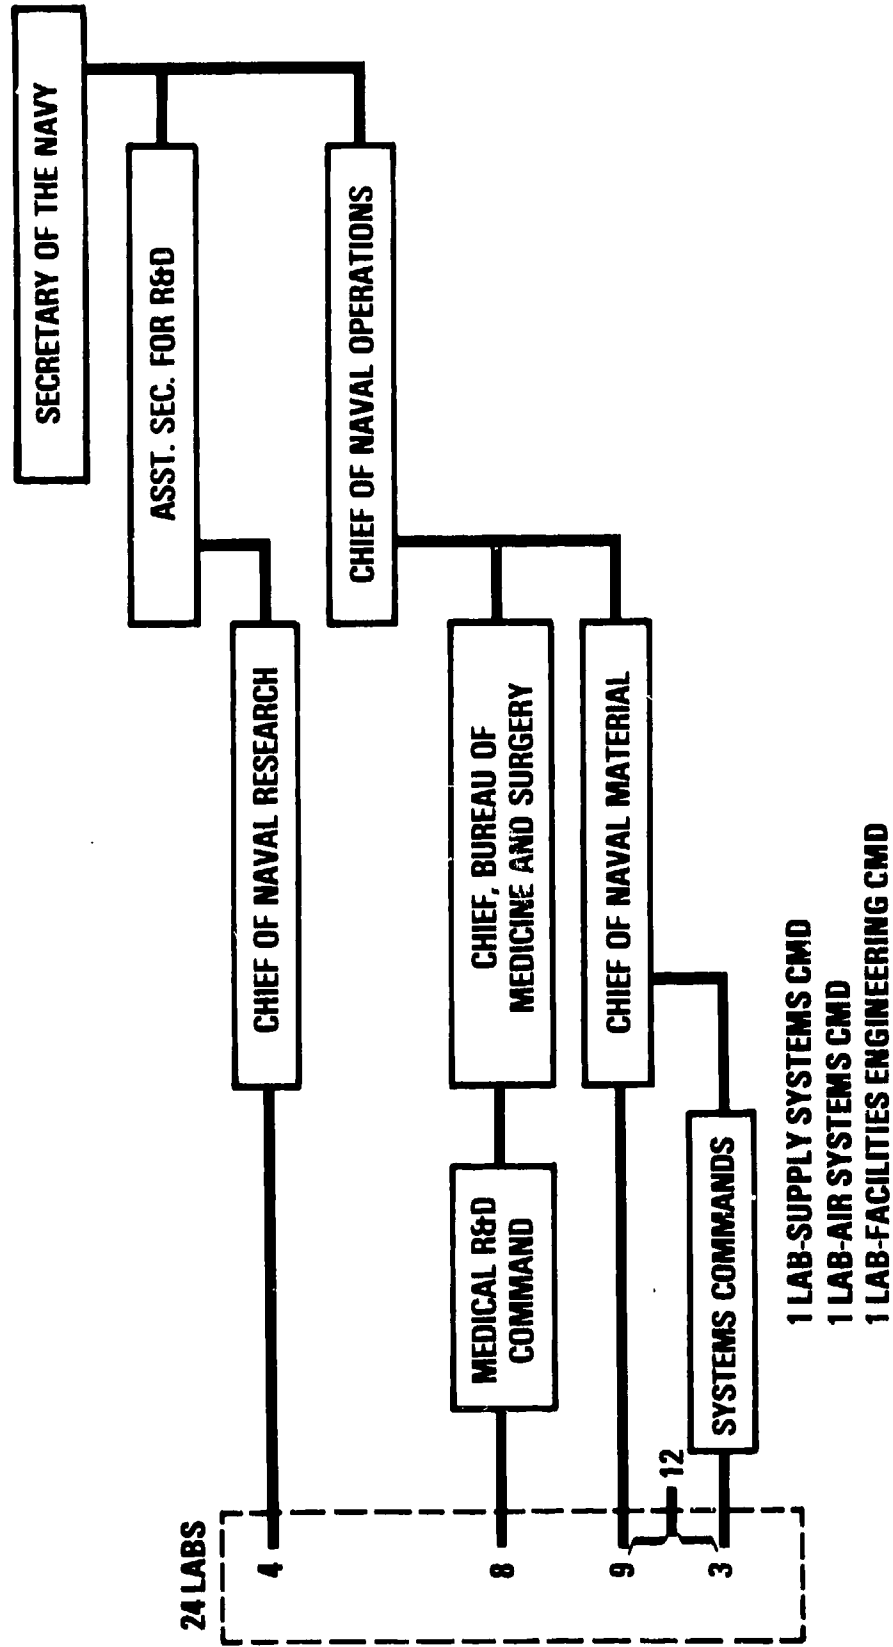 SECRETARY OF THE NAVY
ASST. SEC. FOR R&D
CHIEF OF NAVAL OPERATIONS
CHIEF OF NAVAL RESEARCH
CHIEF, BUREAU OF
MEDICINE AND SURGERY
CHIEF OF NAVAL MATERIAL
MEDICAL R&D
COMMAND
SYSTEMS COMMANDS
24 LABS
4
8
9
12
3
1 LAB-SUPPLY SYSTEMS CMD
1 LAB-AIR SYSTEMS CMD
1 LAB-FACILITIES ENGINEERING CMD